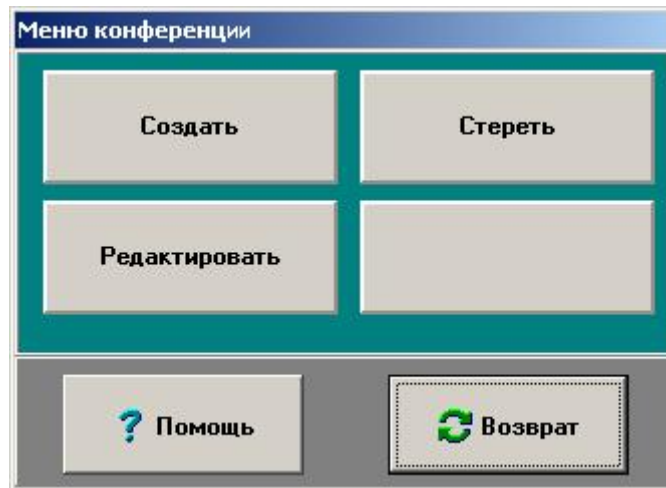 Меню конференции
Создать
Стереть
Редактировать
Помощь
Возврат